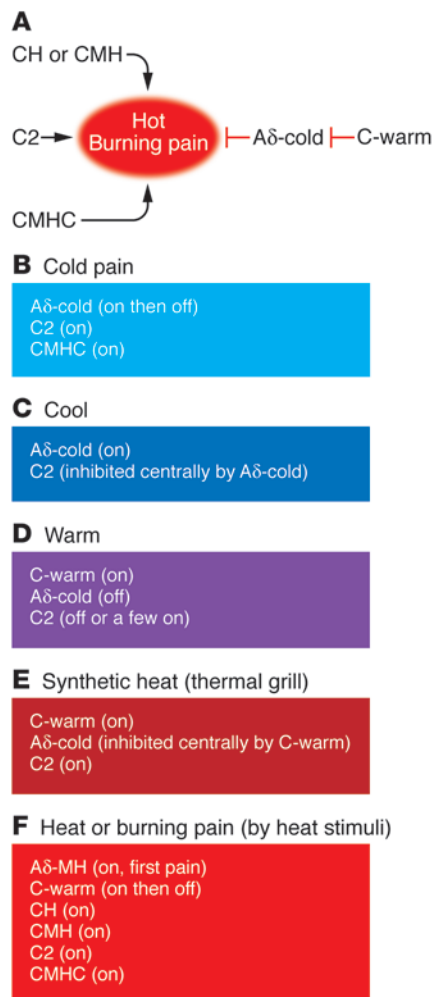 A
CH or CMH
Hot
Burning pain
C2
Aδ-cold
C-warm
CMHC
B Cold pain
Aδ-cold (on then off)
C2 (on)
CMHC (on)
C Cool
Aδ-cold (on)
C2 (inhibited centrally by Aδ-cold)
D Warm
C-warm (on)
Aδ-cold (off)
C2 (off or a few on)
E Synthetic heat (thermal grill)
C-warm (on)
Aδ-cold (inhibited centrally by C-warm)
C2 (on)
F Heat or burning pain (by heat stimuli)
Aδ-MH (on, first pain)
C-warm (on then off)
CH (on)
CMH (on)
C2 (on)
CMHC (on)